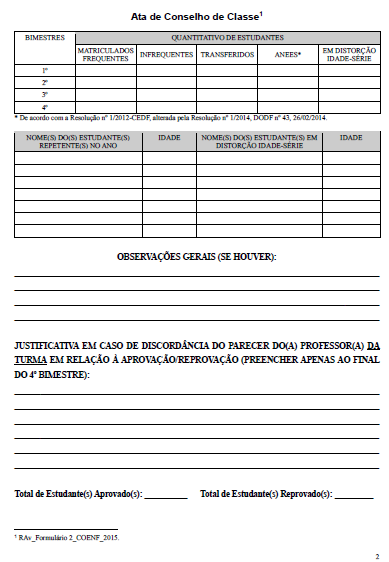 Ata de Conselho de Classe¹
BIMESTRES
QUANTITATIVO DE ESTUDANTES
MATRICULADOS FREQUENTES
INFREQUENTES
TRANSFERIDOS
ANEES*
EM DISTORÇÃO IDADE-SÉRIE
1º
2º
3º
4º
* De acordo com a Resolução nº 1/2012-CEDF, alterada pela Resolução nº 1/2014, DODF nº 43, 26/02/2014.
NOME(S) DO(S) ESTUDANTE(S) REPETENTE(S) NO ANO
IDADE
NOME(S) DO(S) ESTUDANTE(S) EM DISTORÇÃO IDADE-SÉRIE
IDADE
OBSERVAÇÕES GERAIS (SE HOUVER):
JUSTIFICATIVA EM CASO DE DISCORDÂNCIA DO PARECER DO(A) PROFESSOR(A) DA
TURMA EM RELAÇÃO À APROVAÇÃO/REPROVAÇÃO (PREENCHER APENAS AO FINAL
DO 4º BIMESTRE):
Total de Estudante(s) Aprovado(s): _________ Total de Estudante(s) Reprovado(s): _________
¹ RAv_Formulário 2_COENF_2015.
2